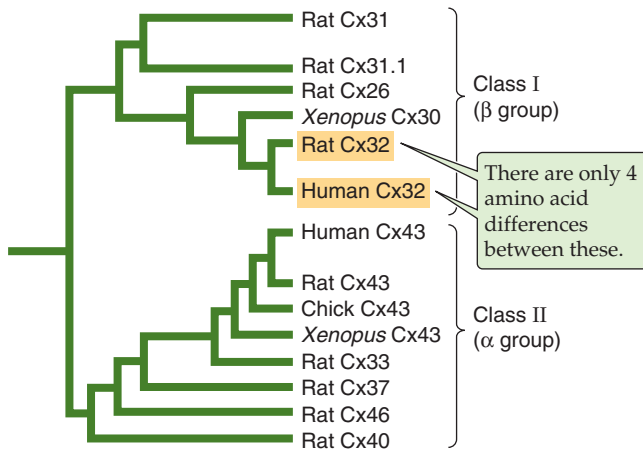 Rat Cx31
Rat Cx31.1
Rat Cx26
Xenopus Cx30
Rat Cx32
Human Cx32
Class I
(β group)
There are only 4
amino acid
differences
between these.
Human Cx43
Rat Cx43
Chick Cx43
Xenopus Cx43
Rat Cx33
Rat Cx37
Rat Cx46
Rat Cx40
Class II
(α group)